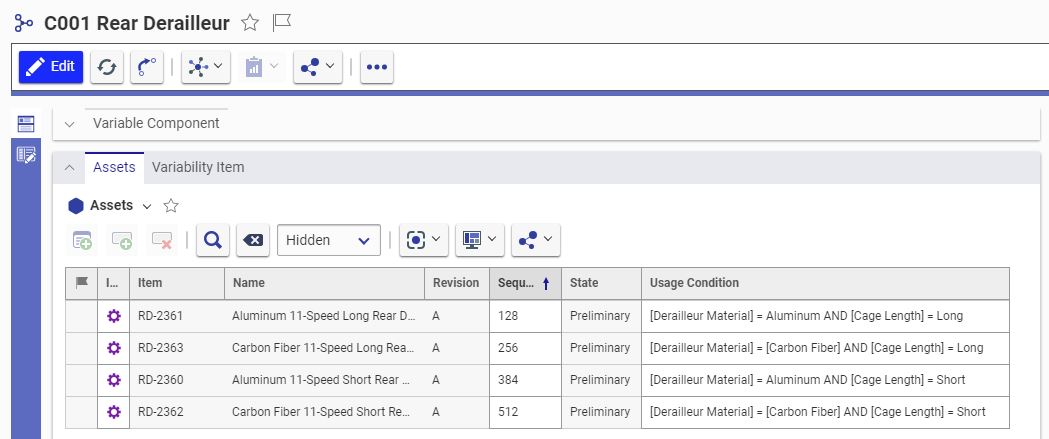 C001 Rear Derailleur
Edit
Variable Component
Assets Variability Item
Assets
Hidden
I... Item Name Revision Sequ... State Usage Condition
RD-2361 Aluminum 11-Speed Long Rear D... A 128 Preliminary [Derailleur Material] = Aluminum AND [Cage Length] = Long
RD-2363 Carbon Fiber 11-Speed Long Rea... A 256 Preliminary [Derailleur Material] = [Carbon Fiber] AND [Cage Length] = Long
RD-2360 Aluminum 11-Speed Short Rear ... A 384 Preliminary [Derailleur Material] = Aluminum AND [Cage Length] = Short
RD-2362 Carbon Fiber 11-Speed Short Re... A 512 Preliminary [Derailleur Material] = [Carbon Fiber] AND [Cage Length] = Short